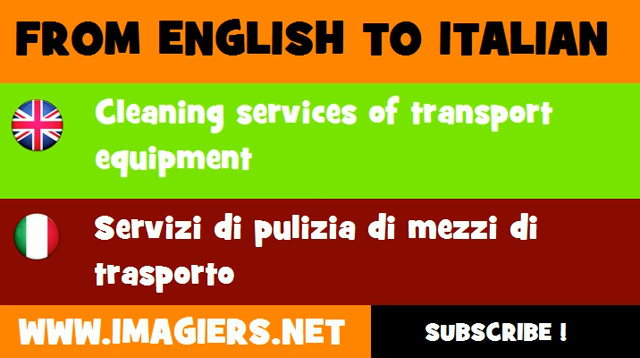 FROM ENGLISH TO ITALIAN
Cleaning services of transport
equipment
Servizi di pulizia di mezzi di
trasporto
WWW.IMAGIERS.NET
SUBSCRIBE !